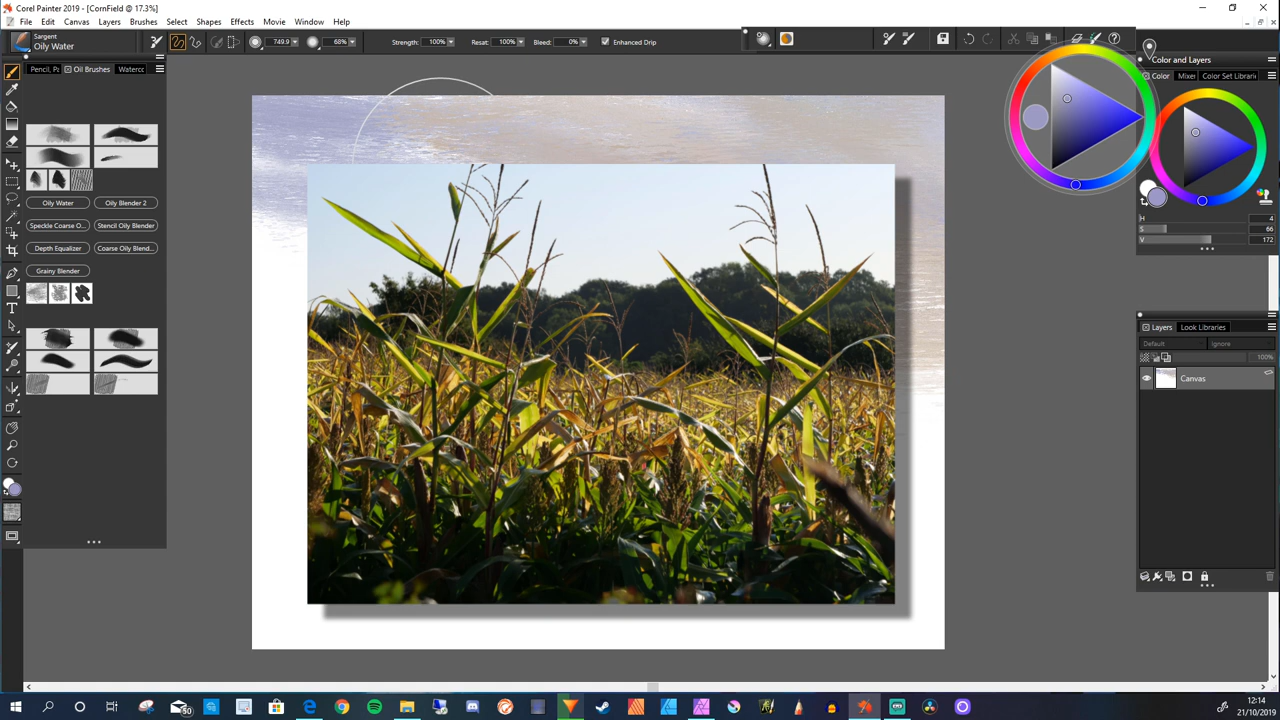 Corel Painter 2019 - [CornField @ 17.3%]
File Edit Canvas Layers Brushes Select Shapes Effects Movie Window Help
Sargent
Oily Water
749.9 68% Strength: 100% Resat: 100% Bleed: 0% Enhanced Drip
Pencil, Pa Oil Brushes Waterco
Color and Layers
Color Mixer Color Set Librari
Oily Water Oily Blender 2
Speckle Coarse O... Stencil Oily Blender
Depth Equalizer Coarse Oily Blend...
Grainy Blender
H 4
S 66
V 172
Layers Look Libraries
Default Ignore
100%
Canvas
T
50
12:14
21/10/2019